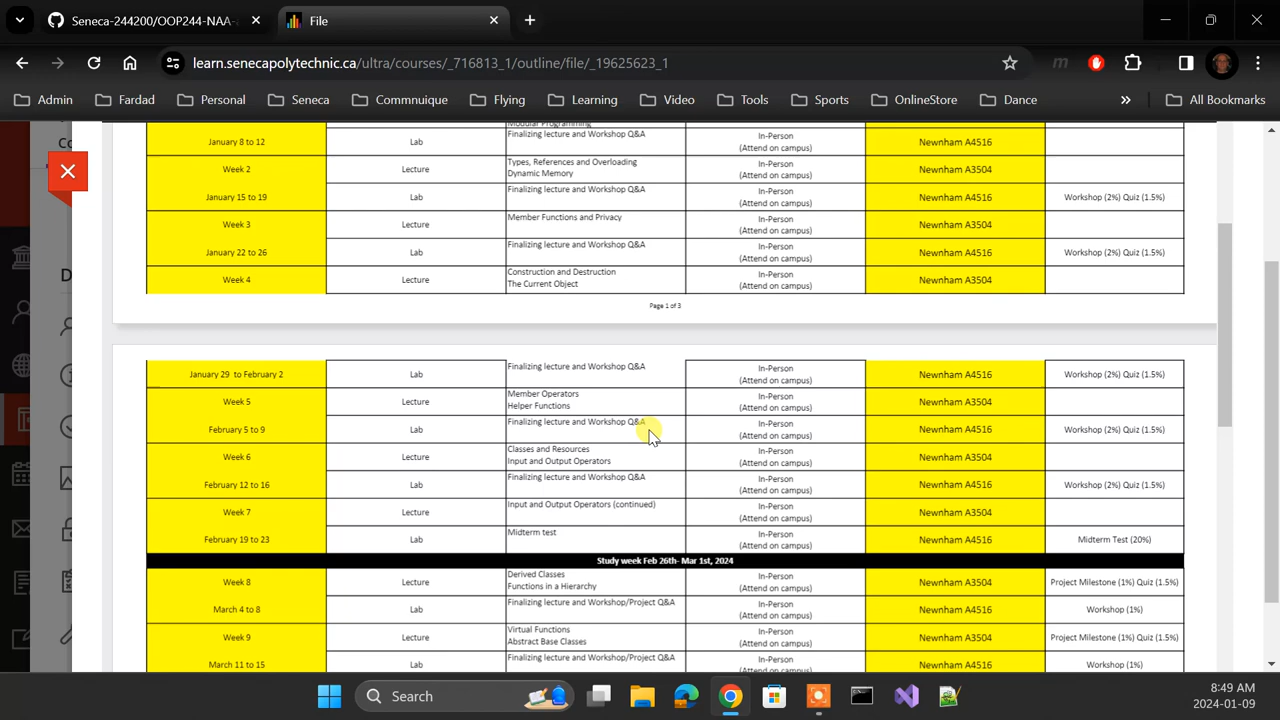 Seneca-244200/OOP244-NAA-
File
learn.senecapolytechnic.ca/ultra/courses/_716813_1/outline/file/_19625623_1
Admin
Fardad
Personal
Seneca
Commnuique
Flying
Learning
Video
Tools
Sports
OnlineStore
Dance
All Bookmarks
Modular Programming
January 8 to 12 Lab Finalizing lecture and Workshop Q&A In-Person Newnham A4516
(Attend on campus)
Week 2 Lecture Types, References and Overloading In-Person Newnham A3504
Dynamic Memory (Attend on campus)
January 15 to 19 Lab Finalizing lecture and Workshop Q&A In-Person Newnham A4516 Workshop (2%) Quiz (1.5%)
(Attend on campus)
Week 3 Lecture Member Functions and Privacy In-Person Newnham A3504
(Attend on campus)
January 22 to 26 Lab Finalizing lecture and Workshop Q&A In-Person Newnham A4516 Workshop (2%) Quiz (1.5%)
(Attend on campus)
Week 4 Lecture Construction and Destruction In-Person Newnham A3504
The Current Object (Attend on campus)
Page 1 of 3
January 29 to February 2 Lab Finalizing lecture and Workshop Q&A In-Person Newnham A4516 Workshop (2%) Quiz (1.5%)
(Attend on campus)
Week 5 Lecture Member Operators In-Person Newnham A3504
Helper Functions (Attend on campus)
February 5 to 9 Lab Finalizing lecture and Workshop Q&A In-Person Newnham A4516 Workshop (2%) Quiz (1.5%)
(Attend on campus)
Week 6 Lecture Classes and Resources In-Person Newnham A3504
Input and Output Operators (Attend on campus)
February 12 to 16 Lab Finalizing lecture and Workshop Q&A In-Person Newnham A4516 Workshop (2%) Quiz (1.5%)
(Attend on campus)
Week 7 Lecture Input and Output Operators (continued) In-Person Newnham A3504
(Attend on campus)
February 19 to 23 Lab Midterm test In-Person Newnham A4516 Midterm Test (20%)
(Attend on campus)
Study week Feb 26th- Mar 1st, 2024
Week 8 Lecture Derived Classes In-Person Newnham A3504 Project Milestone (1%) Quiz (1.5%)
Functions in a Hierarchy (Attend on campus)
March 4 to 8 Lab Finalizing lecture and Workshop/Project Q&A In-Person Newnham A4516 Workshop (1%)
(Attend on campus)
Week 9 Lecture Virtual Functions In-Person Newnham A3504 Project Milestone (1%) Quiz (1.5%)
Abstract Base Classes (Attend on campus)
March 11 to 15 Lab Finalizing lecture and Workshop/Project Q&A In-Person Newnham A4516 Workshop (1%)
(Attend on campus)
Search
8:49 AM
2024-01-09